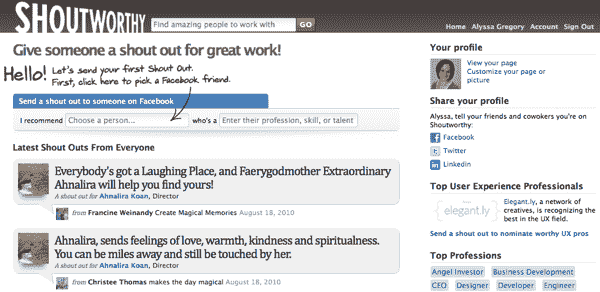 SHOUTWORTHY
Find amazing people to work with
GO
Home Alyssa Gregory Account Sign Out
Give someone a shout out for great work!
Hello! Let's send your first Shout Out.
First, click here to pick a Facebook friend.
Send a shout out to someone on Facebook
I recommend Choose a person... who's a Enter their profession, skill, or talent
Latest Shout Outs From Everyone
Everybody's got a Laughing Place, and Faerygodmother Extraordinary
Ahnalira will help you find yours!
A shout out for Ahnalira Koan, Director
from Francine Weinandy Create Magical Memories August 18, 2010
Ahnalira, sends feelings of love, warmth, kindness and spiritualness.
You can be miles away and still be touched by her.
A shout out for Ahnalira Koan, Director
from Christee Thomas makes the day magical August 18, 2010
Your profile
View your page
Customize your page or
picture
Share your profile
Alyssa, tell your friends and cowokers you're on
Shoutworthy:
Facebook
Twitter
Linkedin
Top User Experience Professionals
elegant.ly
Elegant.ly, a network of
creatives, is recognizing the
best in the UX field.
Send a shout out to nominate worthy UX pros
Top Professions
Angel Investor Business Development
CEO Designer Developer Engineer